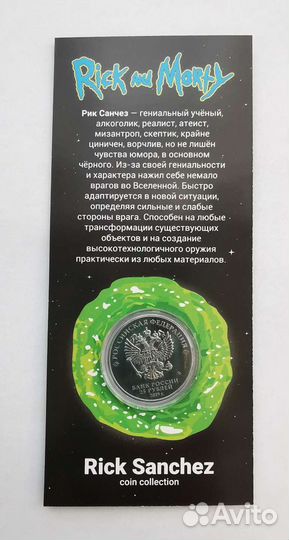 Rick and Morty
Рик Санчез — гениальный учёный,
алкоголик, реалист, атеист,
мизантроп, скептик, крайне
циничен, ворчлив, но не лишён
чувства юмора, в основном
чёрного. Из-за своей гениальности
и характера нажил себе немало
врагов во Вселенной. Быстро
адаптируется в новой ситуации,
определяя сильные и слабые
стороны врага. Способен на любые
трансформации существующих
объектов и на создание
высокотехнологичного оружия
практически из любых материалов.
РОССИЙСКАЯ ФЕДЕРАЦИЯ
БАНК РОССИИ
25 РУБЛЕЙ
Rick Sanchez
coin collection
Avito